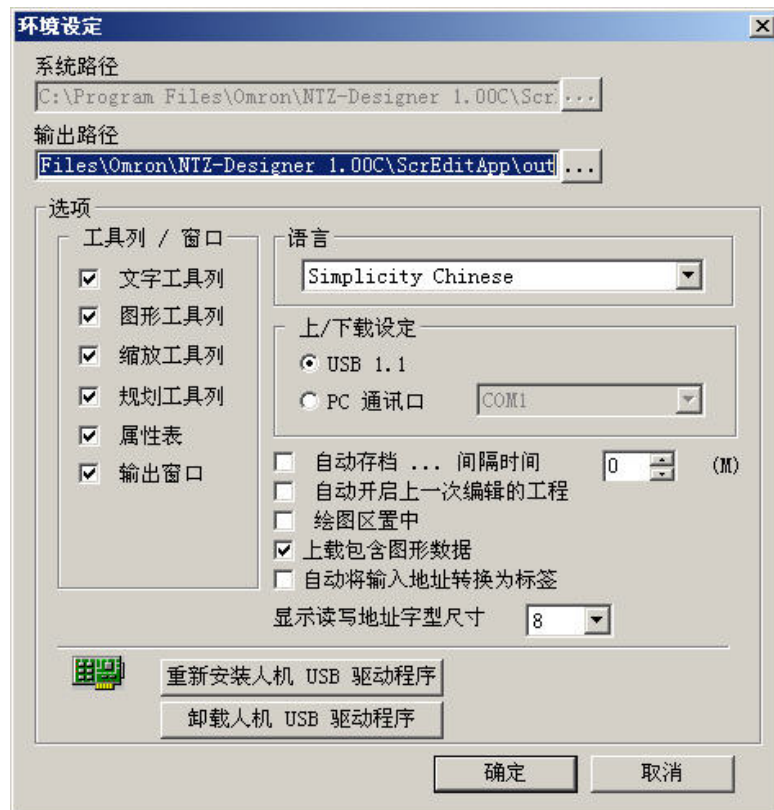 环境设定
系统路径
C:\Program Files\Omron\NTZ-Designer 1.00C\Scr
...
输出路径
Files\Omron\NTZ-Designer 1.00C\ScrEditApp\out
...
选项
工具列 / 窗口
文字工具列
图形工具列
缩放工具列
规划工具列
属性表
输出窗口
语言
Simplicity Chinese
上/下载设定
USB 1.1
PC 通讯口 COM1
自动存档 ... 间隔时间 0 (M)
自动开启上一次编辑的工程
绘图区置中
上载包含图形数据
自动将输入地址转换为标签
显示读写地址字型尺寸 8
重新安装人机 USB 驱动程序
卸载人机 USB 驱动程序
确定 取消